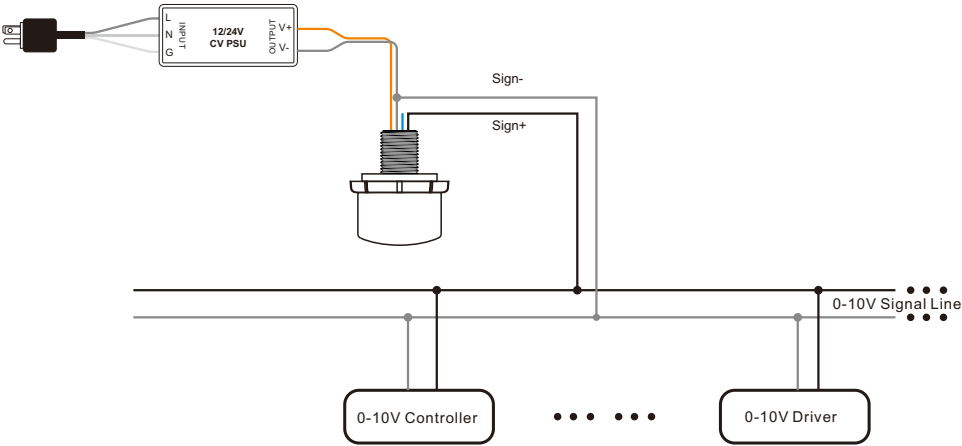 L
N
G
INPUT
12/24V
CV PSU
OUTPUT
V+
V-
Sign-
Sign+
0-10V Signal Line
0-10V Controller
0-10V Driver